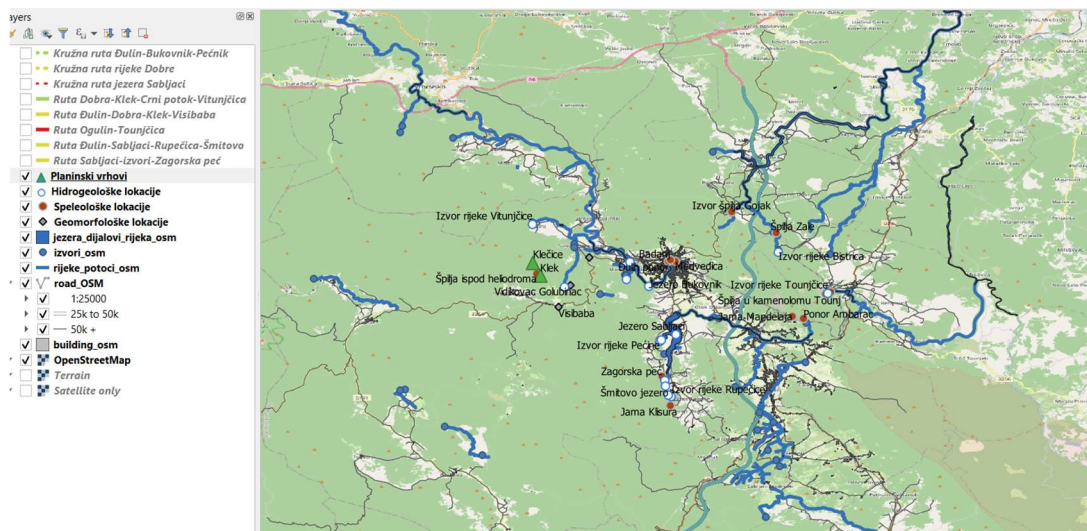 ayers
Kružna ruta Đulin-Bukovnik-Pećnik
Kružna ruta rijeke Dobre
Kružna ruta jezera Sabljaci
Ruta Dobra-Klek-Crni potok-Vitunjčica
Ruta Đulin-Dobra-Klek-Visibaba
Ruta Ogulin-Tounjčica
Ruta Đulin-Sabljaci-Rupečica-Šmitovo
Ruta Sabljaci-izvori-Zagorska peć
Planinski vrhovi
Hidrogeološke lokacije
Speleološke lokacije
Geomorfološke lokacije
jezera_dijalovi_rijeka_osm
izvori_osm
rijeke_potoci_osm
road_OSM
1:25000
25k to 50k
50k +
building_osm
OpenStreetMap
Terrain
Satellite only
Izvor špilja Gojak
Izvor rijeke Vitunjčice
Špilja Zale
Klečice
Izvor rijeke Bistrica
Klek
Medvedica
Špilja ispod heliodroma
Vidikovac Golubinac
Jezero Bukovnik
Izvor rijeke Tounjčice
Visibaba
Špilja u kamenolomu Tounj
Jama Mandelaja
Ponor Ambarac
Jezero Sabljaci
Izvor rijeke Pećine
Zagorska peć
Šmitovo jezero
Izvor rijeke Rupečice
Jama Klisura